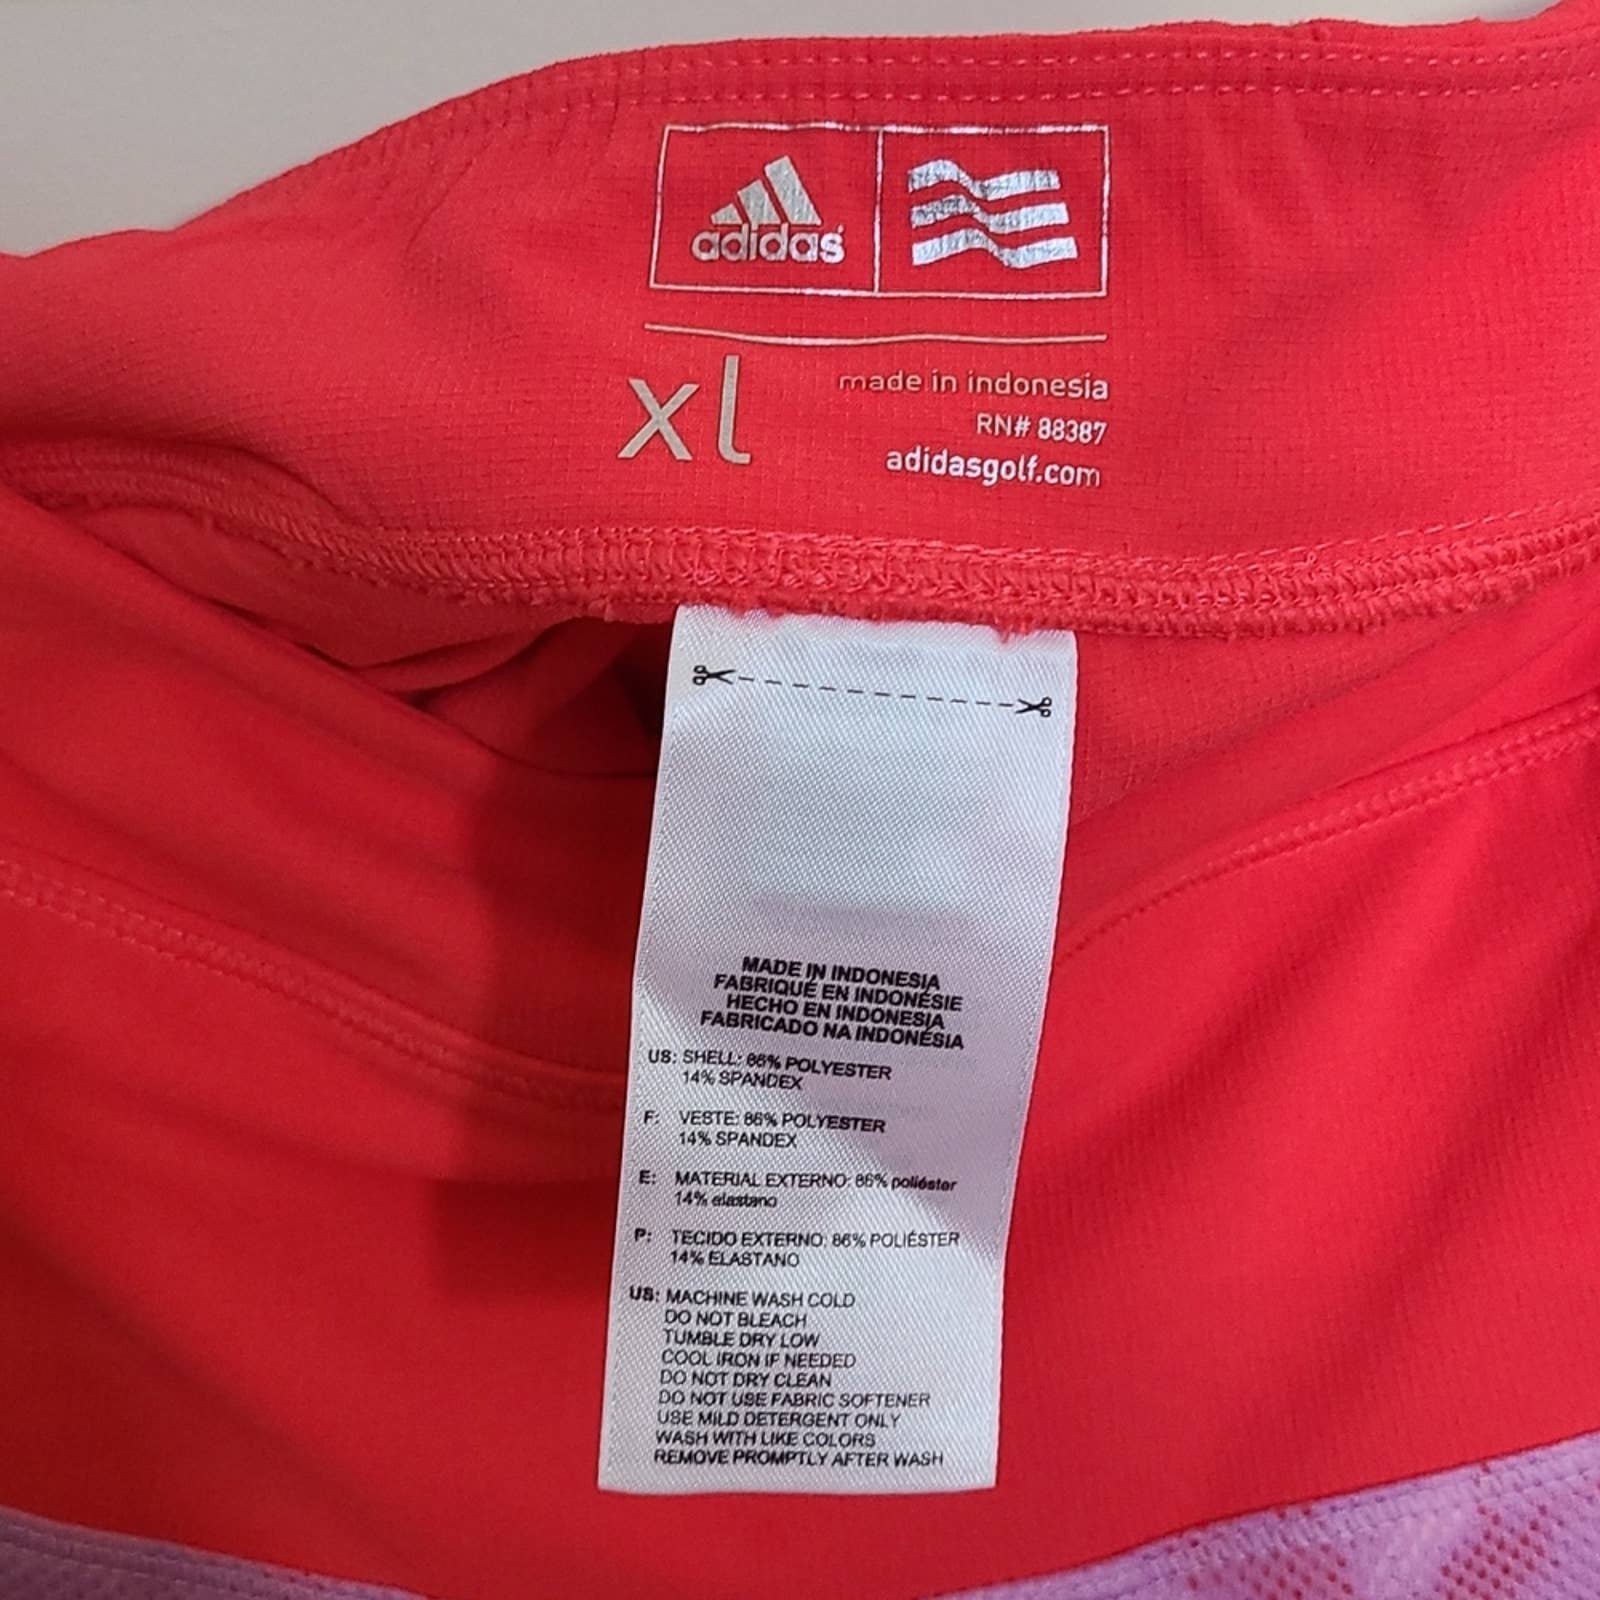 adidas
xl
made in indonesia
RN# 88387
adidasgolf.com
MADE IN INDONESIA
FABRIQUÉ EN INDONÉSIE
HECHO EN INDONESIA
FABRICADO NA INDONÉSIA
US: SHELL: 86% POLYESTER
14% SPANDEX
F: VESTE: 86% POLYESTER
14% SPANDEX
E: MATERIAL EXTERNO: 86% poliéster
14% elastano
P: TECIDO EXTERNO: 86% POLIÉSTER
14% ELASTANO
US: MACHINE WASH COLD
DO NOT BLEACH
TUMBLE DRY LOW
COOL IRON IF NEEDED
DO NOT DRY CLEAN
DO NOT USE FABRIC SOFTENER
USE MILD DETERGENT ONLY
WASH WITH LIKE COLORS
REMOVE PROMPTLY AFTER WASH